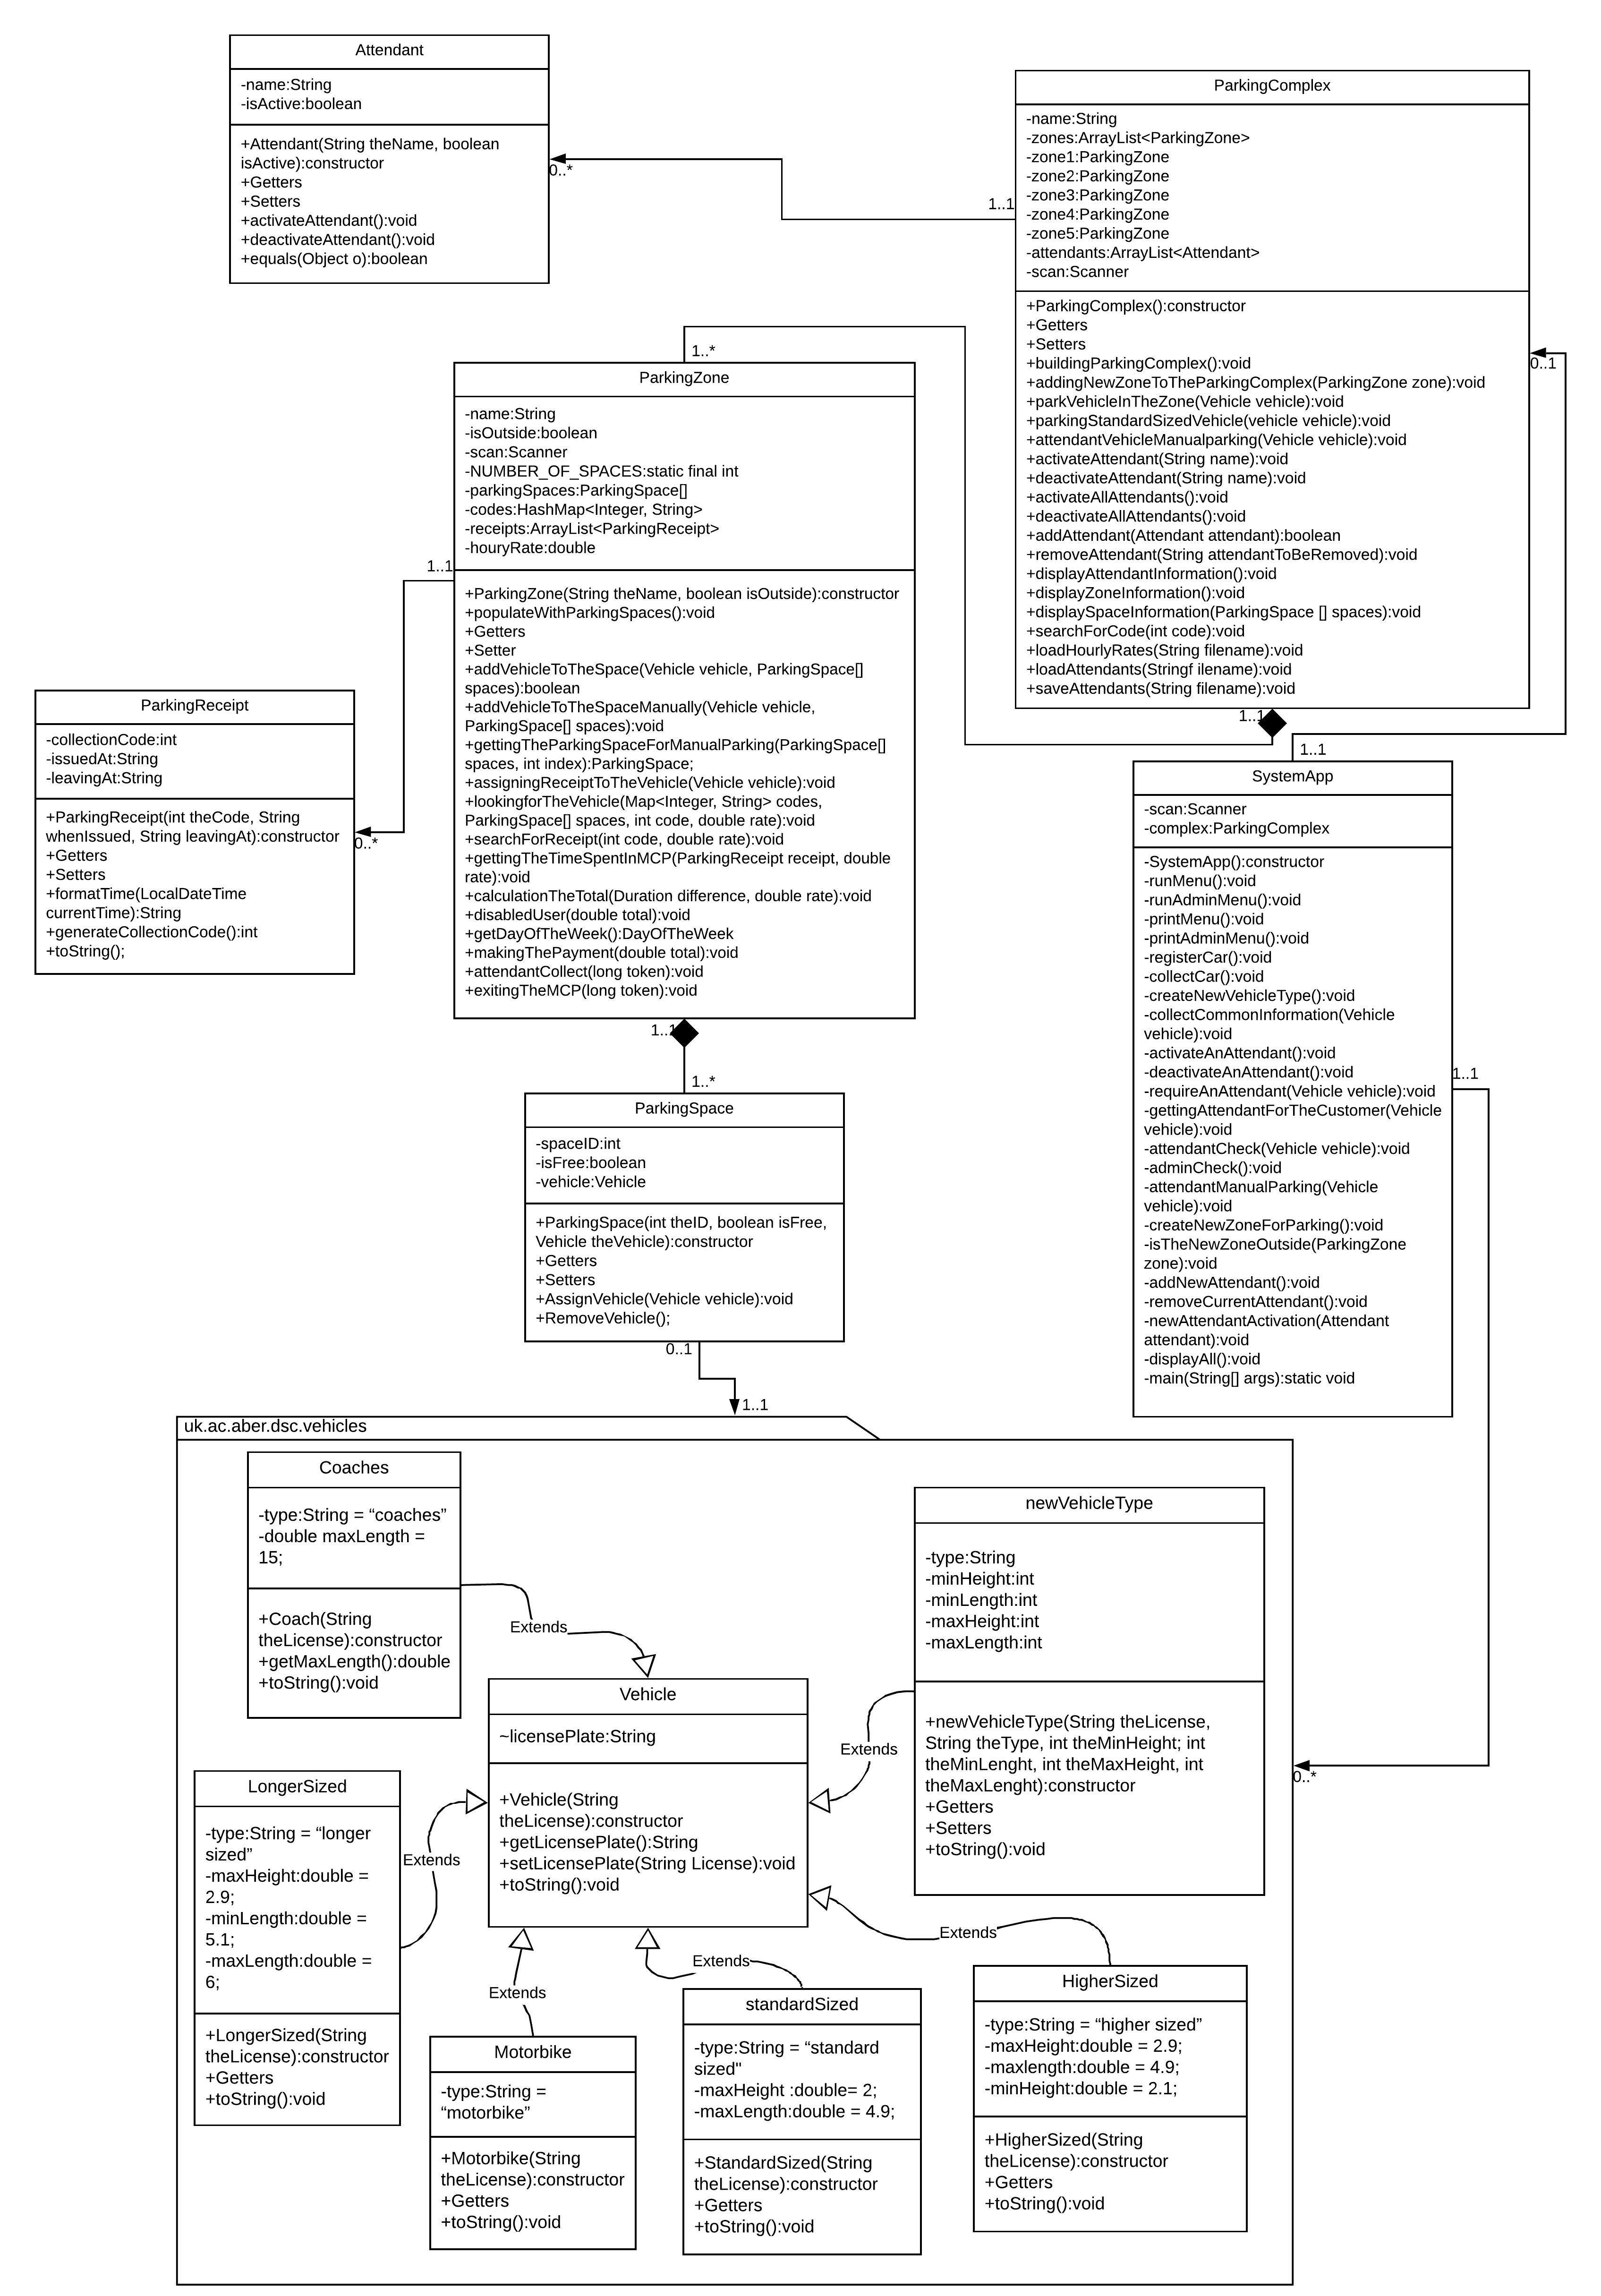 Attendant
-name:String
-isActive:boolean
+Attendant(String theName, boolean
isActive):constructor
+Getters
+Setters
+activateAttendant():void
+deactivateAttendant():void
+equals(Object o):boolean
0..*
1..1
ParkingComplex
-name:String
-zones:ArrayList<ParkingZone>
-zone1:ParkingZone
-zone2:ParkingZone
-zone3:ParkingZone
-zone4:ParkingZone
-zone5:ParkingZone
-attendants:ArrayList<Attendant>
-scan:Scanner
+ParkingComplex():constructor
+Getters
+Setters
+buildingParkingComplex():void
+addingNewZoneToTheParkingComplex(ParkingZone zone):void
+parkVehicleInTheZone(Vehicle vehicle):void
+parkingStandardSizedVehicle(vehicle vehicle):void
+attendantVehicleManualparking(Vehicle vehicle):void
+activateAttendant(String name):void
+deactivateAttendant(String name):void
+activateAllAttendants():void
+deactivateAllAttendants():void
+addAttendant(Attendant attendant):boolean
+removeAttendant(String attendantToBeRemoved):void
+displayAttendantInformation():void
+displayZoneInformation():void
+displaySpaceInformation(ParkingSpace [] spaces):void
+searchForCode(int code):void
+loadHourlyRates(String filename):void
+loadAttendants(Stringf ilename):void
+saveAttendants(String filename):void
0..1
1..1
1..1
1..*
ParkingZone
-name:String
-isOutside:boolean
-scan:Scanner
-NUMBER_OF_SPACES:static final int
-parkingSpaces:ParkingSpace[]
-codes:HashMap<Integer, String>
-receipts:ArrayList<ParkingReceipt>
-houryRate:double
+ParkingZone(String theName, boolean isOutside):constructor
+populateWithParkingSpaces():void
+Getters
+Setter
+addVehicleToTheSpace(Vehicle vehicle, ParkingSpace[]
spaces):boolean
+addVehicleToTheSpaceManually(Vehicle vehicle,
ParkingSpace[] spaces):void
+gettingTheParkingSpaceForManualParking(ParkingSpace[]
spaces, int index):ParkingSpace;
+assigningReceiptToTheVehicle(Vehicle vehicle):void
+lookingforTheVehicle(Map<Integer, String> codes,
ParkingSpace[] spaces, int code, double rate):void
+searchForReceipt(int code, double rate):void
+gettingTheTimeSpentInMCP(ParkingReceipt receipt, double
rate):void
+calculationTheTotal(Duration difference, double rate):void
+disabledUser(double total):void
+getDayOfTheWeek():DayOfTheWeek
+makingThePayment(double total):void
+attendantCollect(long token):void
+exitingTheMCP(long token):void
1..1
0..*
ParkingReceipt
-collectionCode:int
-issuedAt:String
-leavingAt:String
+ParkingReceipt(int theCode, String
whenIssued, String leavingAt):constructor
+Getters
+Setters
+formatTime(LocalDateTime
currentTime):String
+generateCollectionCode():int
+toString();
SystemApp
-scan:Scanner
-complex:ParkingComplex
-SystemApp():constructor
-runMenu():void
-runAdminMenu():void
-printMenu():void
-printAdminMenu():void
-registerCar():void
-collectCar():void
-createNewVehicleType():void
-collectCommonInformation(Vehicle
vehicle):void
-activateAnAttendant():void
-deactivateAnAttendant():void
-requireAnAttendant(Vehicle vehicle):void
-gettingAttendantForTheCustomer(Vehicle
vehicle):void
-attendantCheck(Vehicle vehicle):void
-adminCheck():void
-attendantManualParking(Vehicle
vehicle):void
-createNewZoneForParking():void
-isTheNewZoneOutside(ParkingZone
zone):void
-addNewAttendant():void
-removeCurrentAttendant():void
-newAttendantActivation(Attendant
attendant):void
-displayAll():void
-main(String[] args):static void
1..1
1..1
1..*
ParkingSpace
-spaceID:int
-isFree:boolean
-vehicle:Vehicle
+ParkingSpace(int theID, boolean isFree,
Vehicle theVehicle):constructor
+Getters
+Setters
+AssignVehicle(Vehicle vehicle):void
+RemoveVehicle();
0..1
1..1
uk.ac.aber.dsc.vehicles
Coaches
-type:String = “coaches”
-double maxLength =
15;
+Coach(String
theLicense):constructor
+getMaxLength():double
+toString():void
Extends
newVehicleType
-type:String
-minHeight:int
-minLength:int
-maxHeight:int
-maxLength:int
+newVehicleType(String theLicense,
String theType, int theMinHeight; int
theMinLenght, int theMaxHeight, int
theMaxLenght):constructor
+Getters
+Setters
+toString():void
Extends
0..*
Vehicle
~licensePlate:String
+Vehicle(String
theLicense):constructor
+getLicensePlate():String
+setLicensePlate(String License):void
+toString():void
LongerSized
-type:String = “longer
sized”
-maxHeight:double =
2.9;
-minLength:double =
5.1;
-maxLength:double =
6;
+LongerSized(String
theLicense):constructor
+Getters
+toString():void
Extends
Extends
Extends
Extends
Motorbike
-type:String =
“motorbike”
+Motorbike(String
theLicense):constructor
+Getters
+toString():void
standardSized
-type:String = “standard
sized"
-maxHeight :double= 2;
-maxLength:double = 4.9;
+StandardSized(String
theLicense):constructor
+Getters
+toString():void
HigherSized
-type:String = “higher sized”
-maxHeight:double = 2.9;
-maxlength:double = 4.9;
-minHeight:double = 2.1;
+HigherSized(String
theLicense):constructor
+Getters
+toString():void